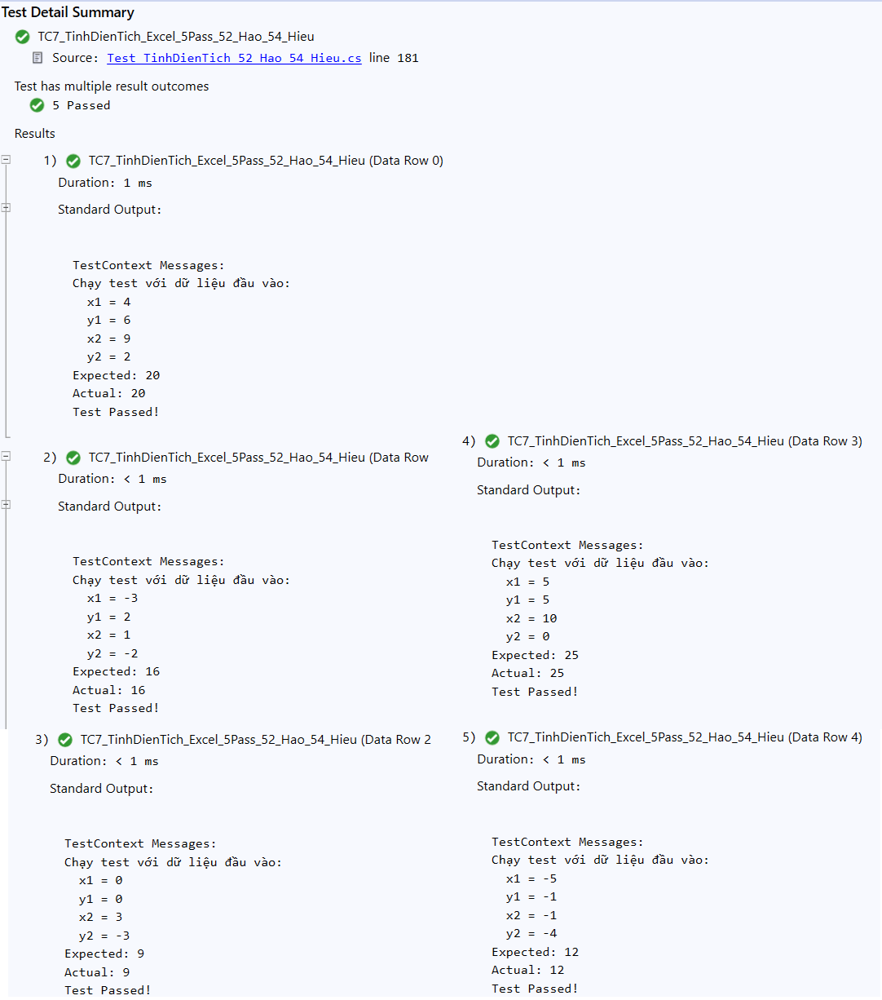 Test Detail Summary
TC7_TinhDienTich_Excel_5Pass_52_Hao_54_Hieu
Source: Test TinhDienTich 52 Hao 54 Hieu.cs line 181
Test has multiple result outcomes
5 Passed
Results
1) TC7_TinhDienTich_Excel_5Pass_52_Hao_54_Hieu (Data Row 0)
Duration: 1 ms
Standard Output:
TestContext Messages:
Chạy test với dữ liệu đầu vào:
x1 = 4
y1 = 6
x2 = 9
y2 = 2
Expected: 20
Actual: 20
Test Passed!
2) TC7_TinhDienTich_Excel_5Pass_52_Hao_54_Hieu (Data Row
Duration: < 1 ms
Standard Output:
TestContext Messages:
Chạy test với dữ liệu đầu vào:
x1 = -3
y1 = 2
x2 = 1
y2 = -2
Expected: 16
Actual: 16
Test Passed!
3) TC7_TinhDienTich_Excel_5Pass_52_Hao_54_Hieu (Data Row 2
Duration: < 1 ms
Standard Output:
TestContext Messages:
Chạy test với dữ liệu đầu vào:
x1 = 0
y1 = 0
x2 = 3
y2 = -3
Expected: 9
Actual: 9
Test Passed!
4) TC7_TinhDienTich_Excel_5Pass_52_Hao_54_Hieu (Data Row 3)
Duration: < 1 ms
Standard Output:
TestContext Messages:
Chạy test với dữ liệu đầu vào:
x1 = 5
y1 = 5
x2 = 10
y2 = 0
Expected: 25
Actual: 25
Test Passed!
5) TC7_TinhDienTich_Excel_5Pass_52_Hao_54_Hieu (Data Row 4)
Duration: < 1 ms
Standard Output:
TestContext Messages:
Chạy test với dữ liệu đầu vào:
x1 = -5
y1 = -1
x2 = -1
y2 = -4
Expected: 12
Actual: 12
Test Passed!